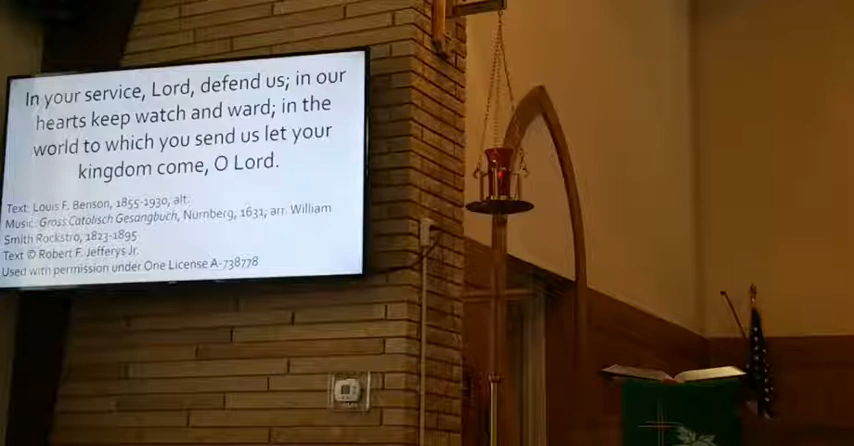 In your service, Lord, defend us; in our
hearts keep watch and ward; in the
world to which you send us let your
kingdom come, O Lord.
Text: Louis F. Benson, 1855-1930, alt.
Music: Gross Catolisch Gesangbuch, Nürnberg, 1631; arr. William
Smith Rockstro, 1823-1895
Text © Robert F. Jefferys Jr.
Used with permission under One License A-738778